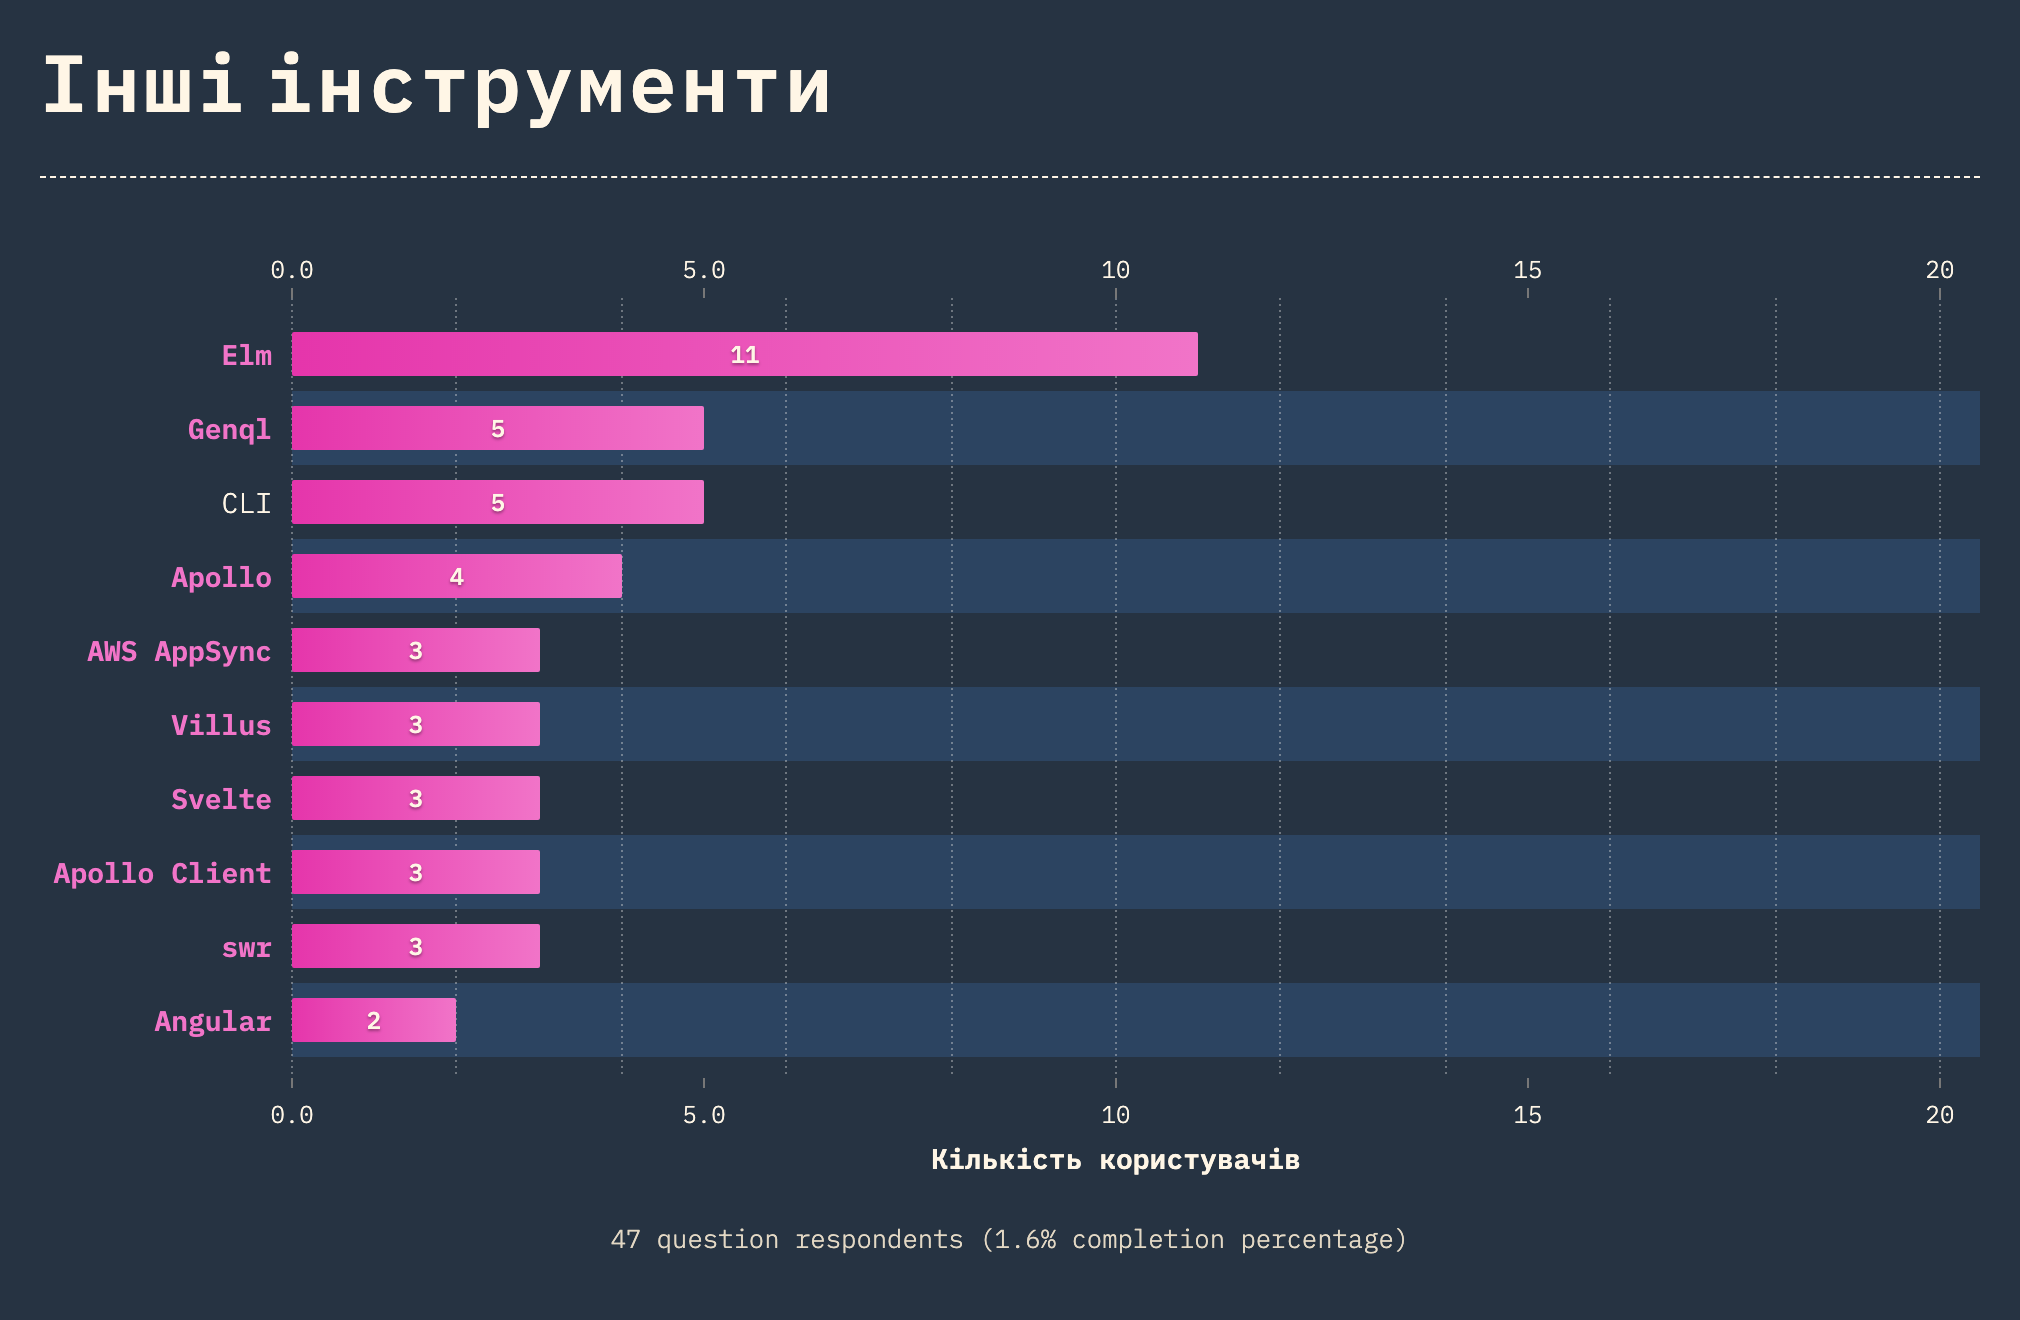 Інші інструменти
0.0 5.0 10 15 20
Elm 11
Genql 5
CLI 5
Apollo 4
AWS AppSync 3
Villus 3
Svelte 3
Apollo Client 3
swr 3
Angular 2
0.0 5.0 10 15 20
Кількість користувачів
47 question respondents (1.6% completion percentage)